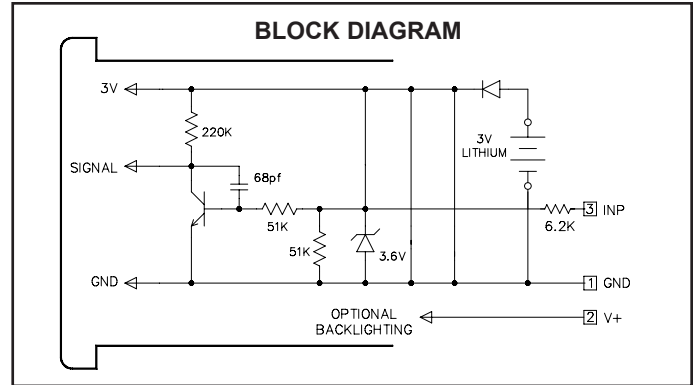 BLOCK DIAGRAM
3V
220K
3V
LITHIUM
SIGNAL
68pf
3 INP
51K
6.2K
51K
3.6V
GND
1 GND
OPTIONAL
BACKLIGHTING
2 V+